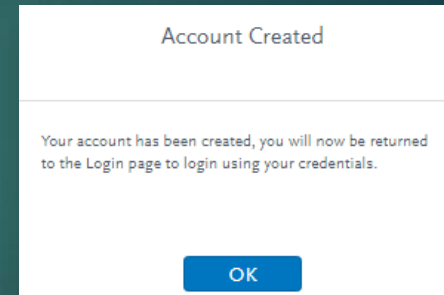 Account Created
Your account has been created, you will now be returned
to the Login page to login using your credentials.
OK